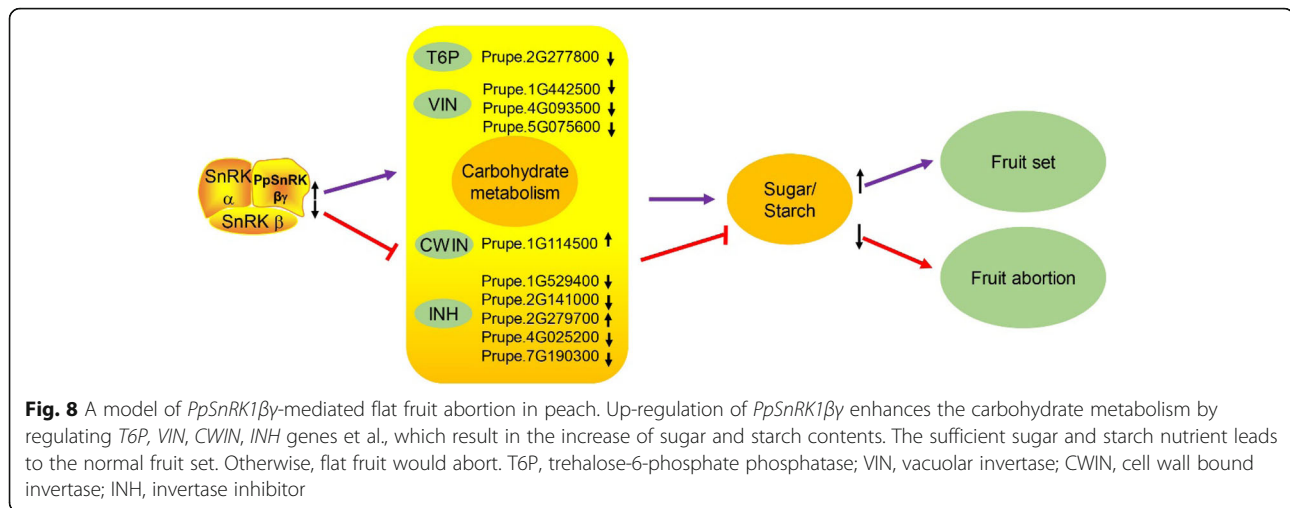 T6P Prupe.2G277800 ↓
VIN Prupe.1G442500 ↓
Prupe.4G093500 ↓
Prupe.5G075600 ↓
SnRK α
PpSnRK βγ
↑
↓
SnRK β
Carbohydrate
metabolism
CWIN Prupe.1G114500 ↑
INH Prupe.1G529400 ↓
Prupe.2G141000 ↓
Prupe.2G279700 ↑
Prupe.4G025200 ↓
Prupe.7G190300 ↓
Sugar/
Starch
↑
↓
Fruit set
Fruit abortion
Fig. 8 A model of PpSnRK1βγ-mediated flat fruit abortion in peach. Up-regulation of PpSnRK1βγ enhances the carbohydrate metabolism by
regulating T6P, VIN, CWIN, INH genes et al., which result in the increase of sugar and starch contents. The sufficient sugar and starch nutrient leads
to the normal fruit set. Otherwise, flat fruit would abort. T6P, trehalose-6-phosphate phosphatase; VIN, vacuolar invertase; CWIN, cell wall bound
invertase; INH, invertase inhibitor